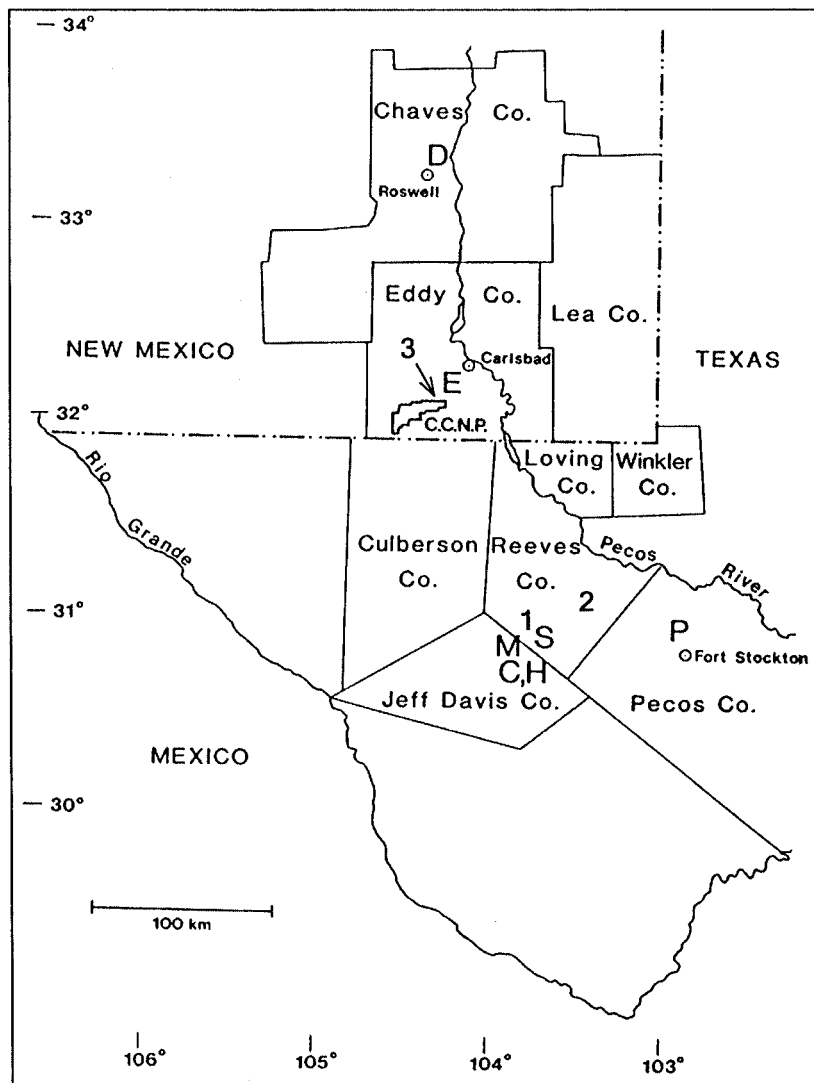 34°
Chaves Co.
D
Roswell
33°
Eddy Co.
Lea Co.
NEW MEXICO
3
Carlsbad
TEXAS
E
32°
C.C.N.P.
Loving Co.
Winkler Co.
Rio Grande
Culberson Co.
Reeves Co.
Pecos River
31°
1
2
S
M
P
Fort Stockton
C,H
Jeff Davis Co.
Pecos Co.
MEXICO
30°
100 km
106°
105°
104°
103°